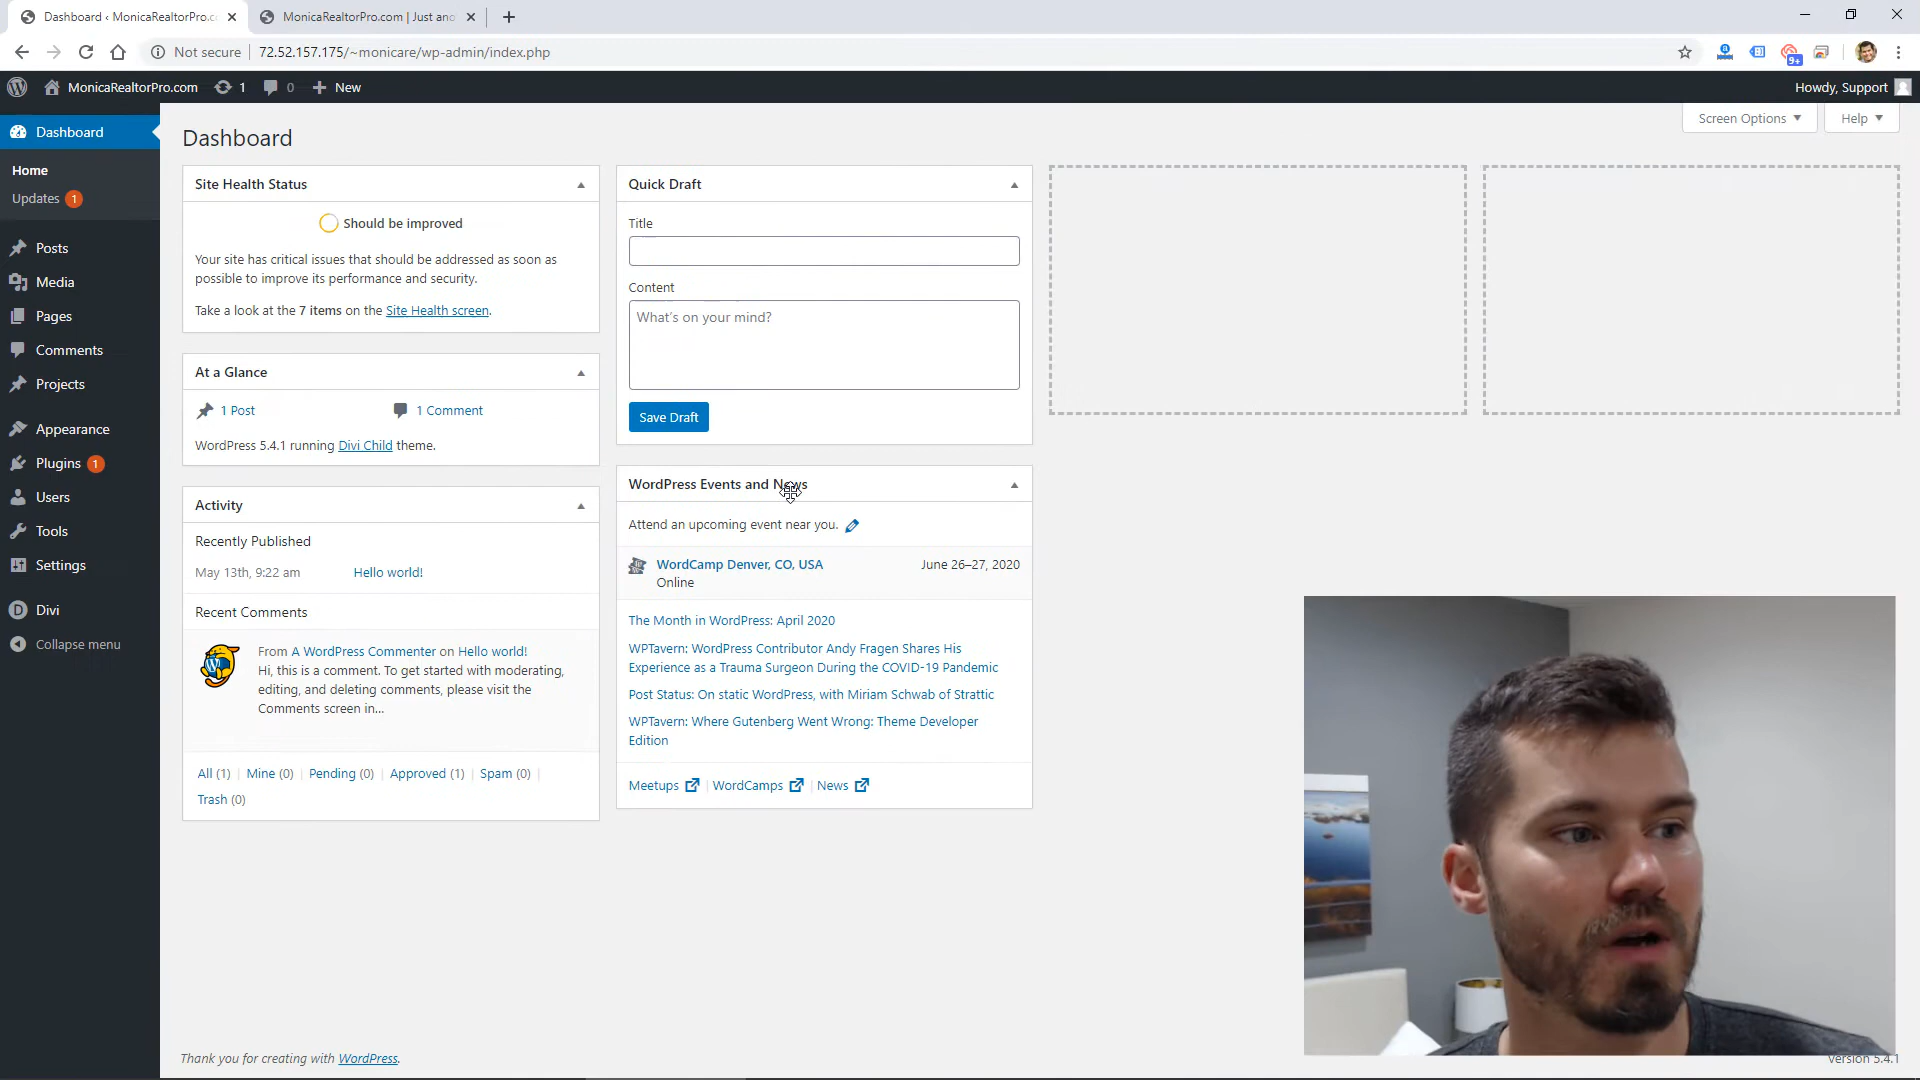 Dashboard ‹ MonicaRealtorPro.c
MonicaRealtorPro.com | Just ano
Not secure
72.52.157.175/~monicare/wp-admin/index.php
9+
MonicaRealtorPro.com
1
0
New
Howdy, Support
Dashboard
Home
Updates 1
Posts
Media
Pages
Comments
Projects
Appearance
Plugins 1
Users
Tools
Settings
Divi
Collapse menu
Screen Options
Help
Dashboard
Site Health Status
Should be improved
Your site has critical issues that should be addressed as soon as
possible to improve its performance and security.
Take a look at the 7 items on the Site Health screen.
At a Glance
1 Post
1 Comment
WordPress 5.4.1 running Divi Child theme.
Activity
Recently Published
May 13th, 9:22 am
Hello world!
Recent Comments
From A WordPress Commenter on Hello world!
Hi, this is a comment. To get started with moderating,
editing, and deleting comments, please visit the
Comments screen in...
All (1) | Mine (0) | Pending (0) | Approved (1) | Spam (0) |
Trash (0)
Quick Draft
Title
Content
What's on your mind?
Save Draft
WordPress Events and News
Attend an upcoming event near you.
WordCamp Denver, CO, USA
June 26–27, 2020
Online
The Month in WordPress: April 2020
WPTavern: WordPress Contributor Andy Fragen Shares His
Experience as a Trauma Surgeon During the COVID-19 Pandemic
Post Status: On static WordPress, with Miriam Schwab of Strattic
WPTavern: Where Gutenberg Went Wrong: Theme Developer
Edition
Meetups | WordCamps | News
Thank you for creating with WordPress.
Version 5.4.1